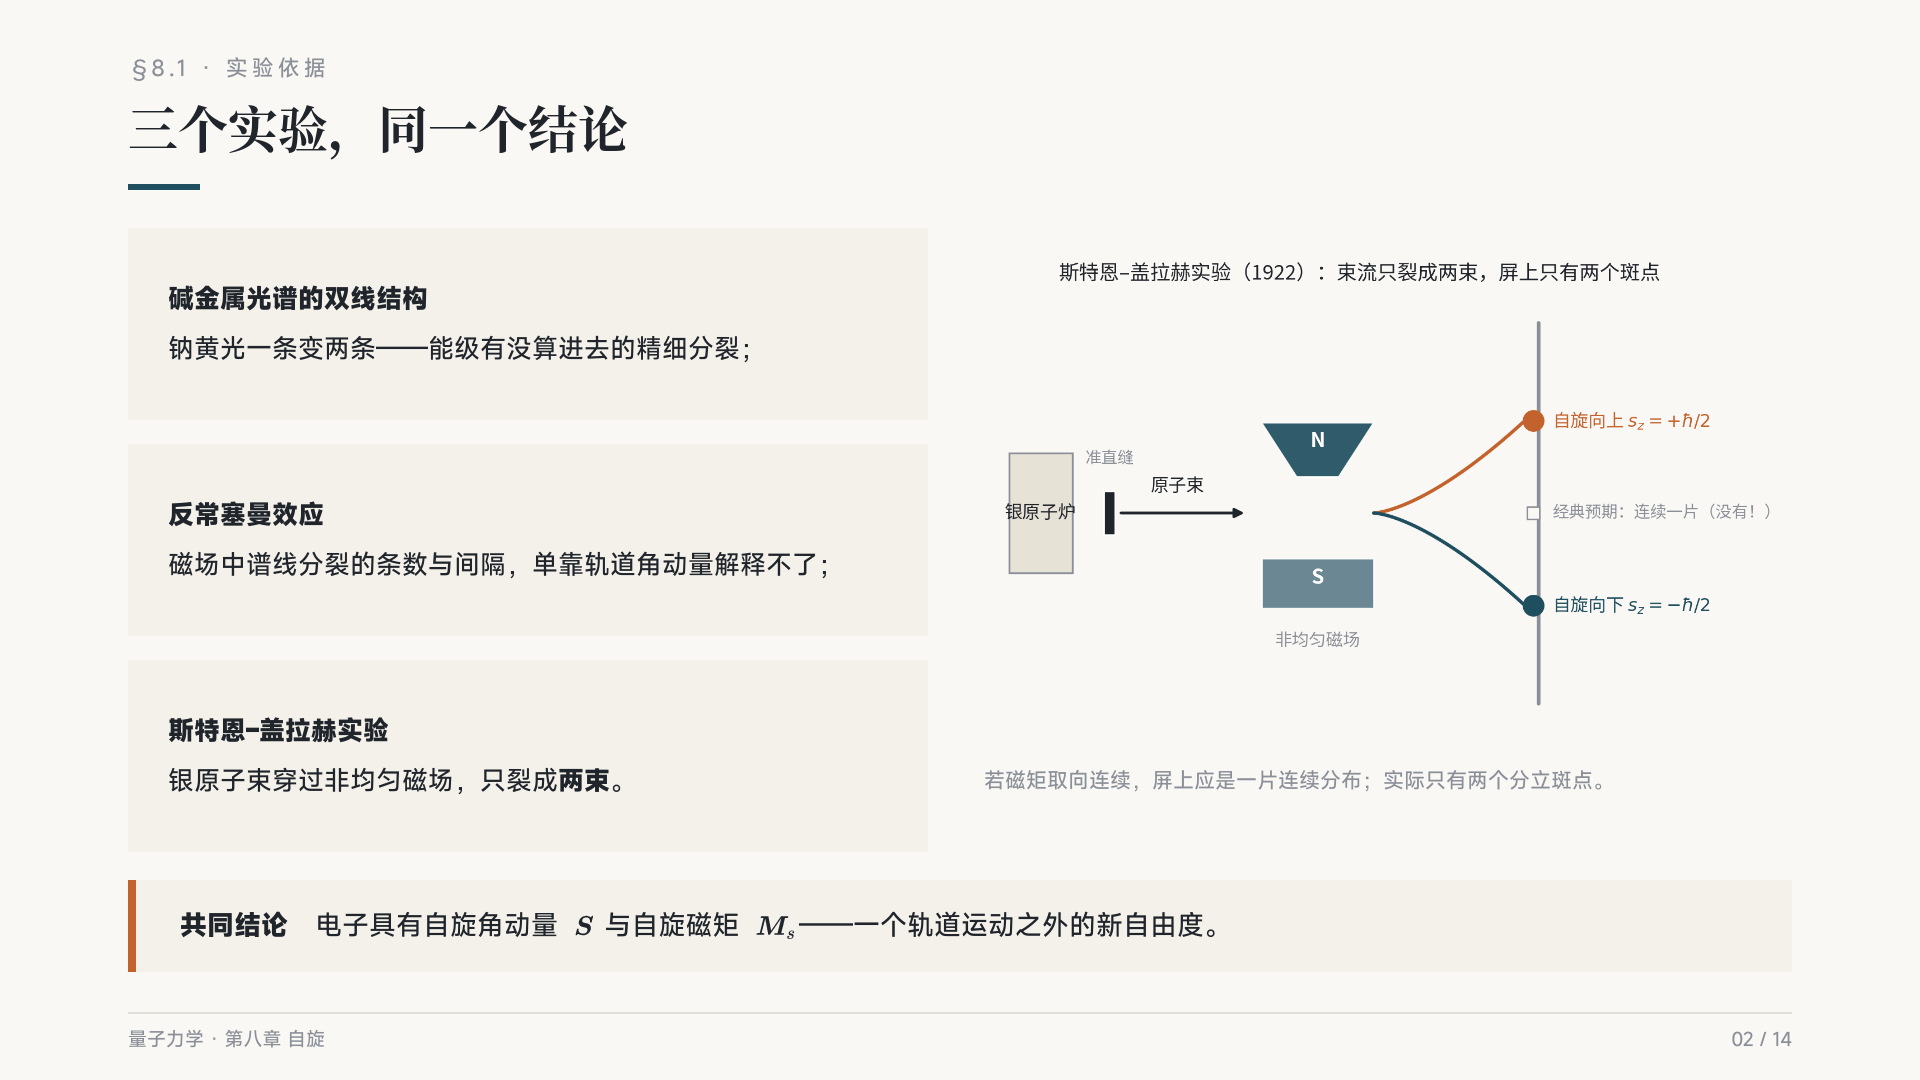 §8.1 · 实验依据
三个实验，同一个结论
碱金属光谱的双线结构
钠黄光一条变两条——能级有没算进去的精细分裂；
反常塞曼效应
磁场中谱线分裂的条数与间隔，单靠轨道角动量解释不了；
斯特恩–盖拉赫实验
银原子束穿过非均匀磁场，只裂成两束。
斯特恩–盖拉赫实验（1922）：束流只裂成两束，屏上只有两个斑点
N
自旋向上 s_z = +ħ/2
准直缝
原子束
银原子炉
经典预期：连续一片（没有！）
S
自旋向下 s_z = −ħ/2
非均匀磁场
若磁矩取向连续，屏上应是一片连续分布；实际只有两个分立斑点。
共同结论 电子具有自旋角动量 S 与自旋磁矩 M_s——一个轨道运动之外的新自由度。
量子力学 · 第八章 自旋
02 / 14